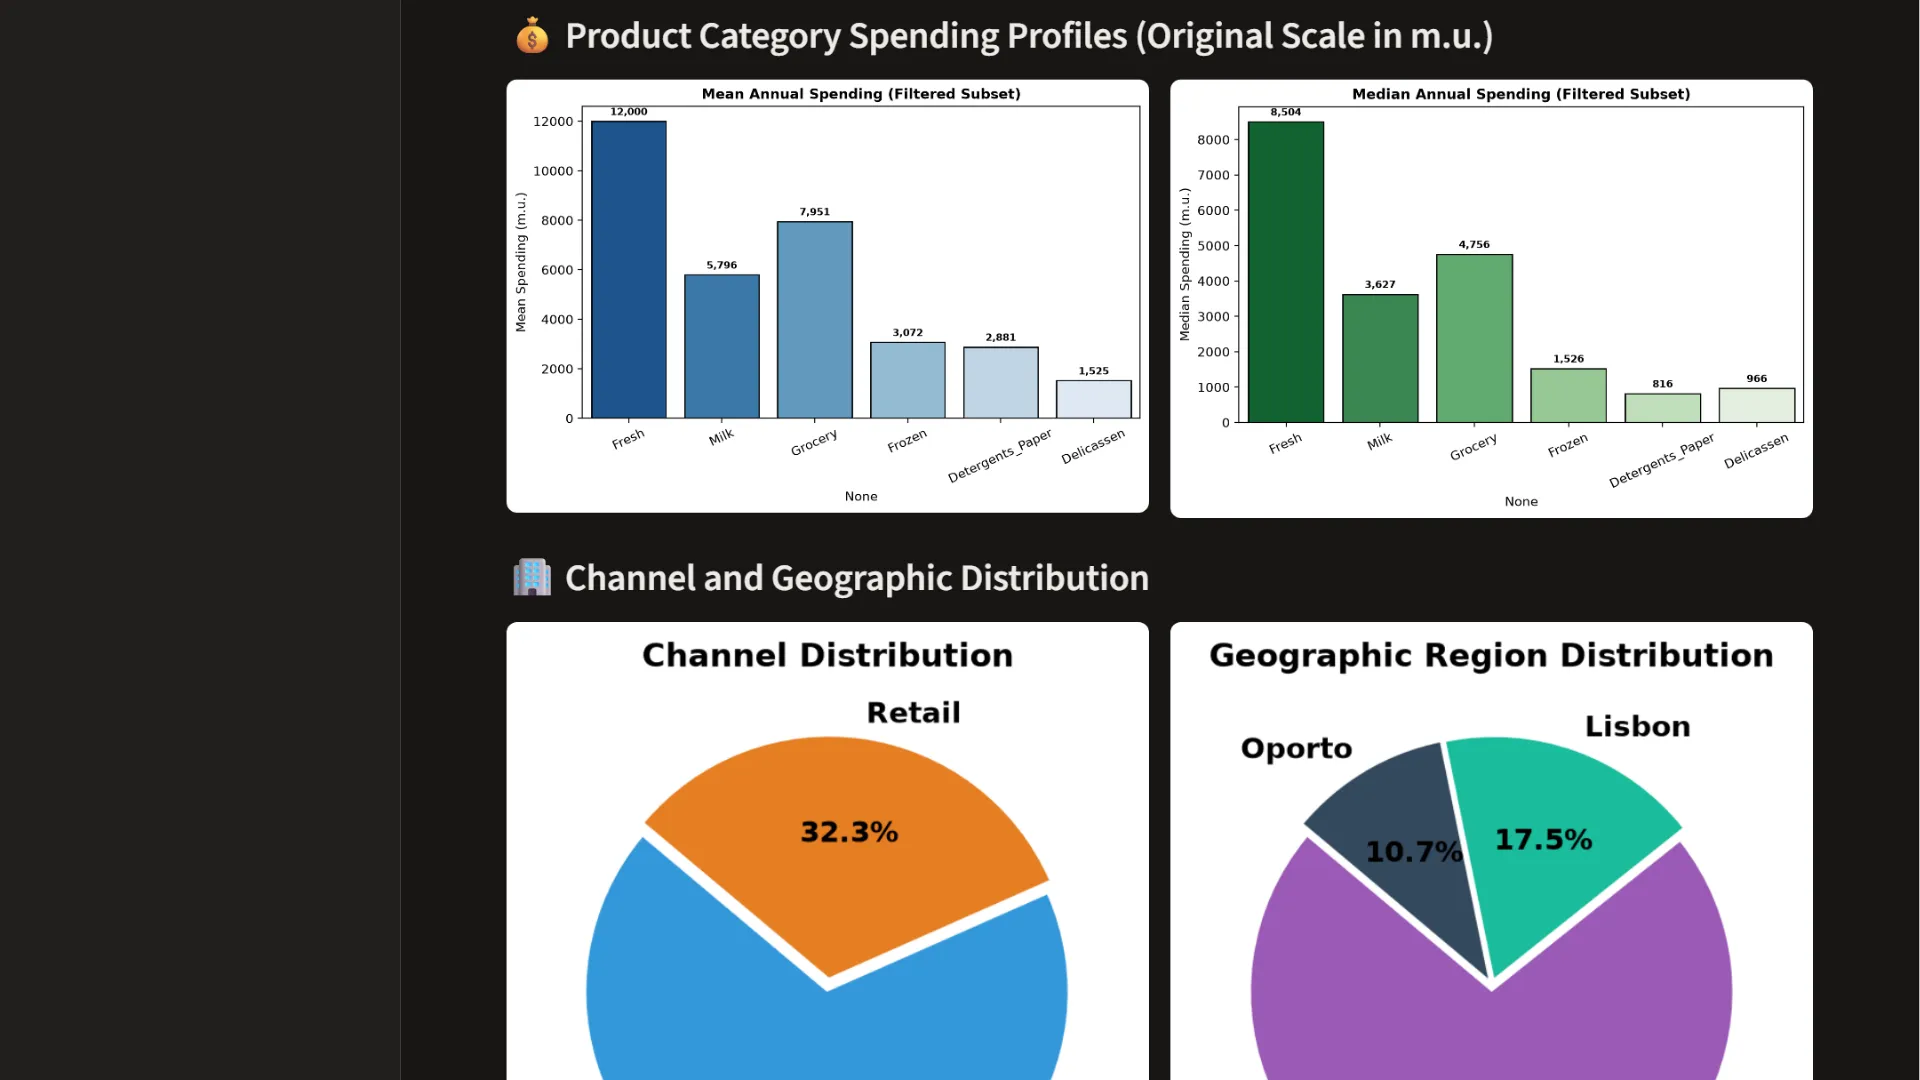 💰 Product Category Spending Profiles (Original Scale in m.u.)
Mean Annual Spending (Filtered Subset)
Mean Spending (m.u.)
12000
10000
8000
6000
4000
2000
0
12,000
5,796
7,951
3,072
2,881
1,525
Fresh
Milk
Grocery
Frozen
Detergents_Paper
Delicassen
None
Median Annual Spending (Filtered Subset)
Median Spending (m.u.)
8000
7000
6000
5000
4000
3000
2000
1000
0
8,504
3,627
4,756
1,526
816
966
Fresh
Milk
Grocery
Frozen
Detergents_Paper
Delicassen
None
🏢 Channel and Geographic Distribution
Channel Distribution
Retail
32.3%
Geographic Region Distribution
Lisbon
Oporto
10.7%
17.5%